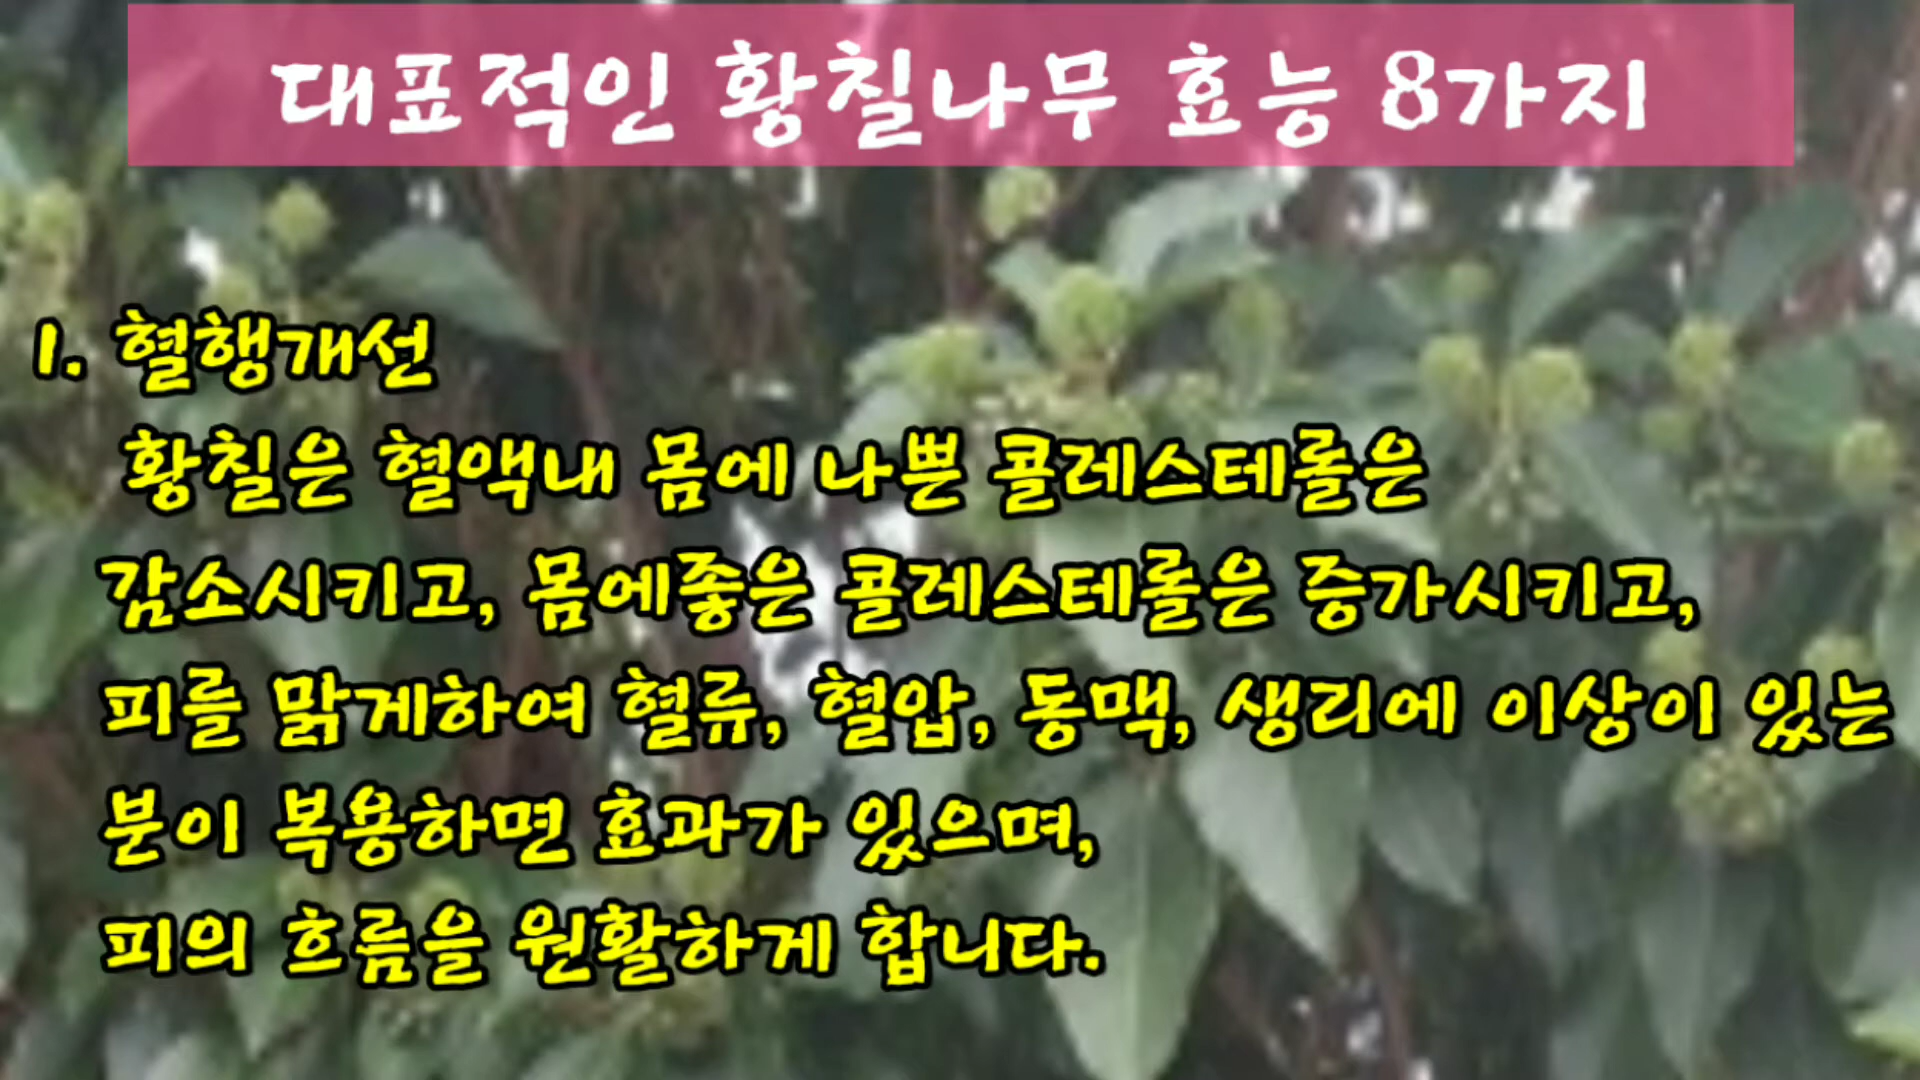 대표적인 황칠나무 효능 8가지
1. 혈행개선
황칠은 혈액내 몸에 나쁜 콜레스테롤은
감소시키고, 몸에좋은 콜레스테롤은 증가시키고,
피를 맑게하여 혈류, 혈압, 동맥, 생리에 이상이 있는
분이 복용하면 효과가 있으며,
피의 흐름을 원활하게 합니다.